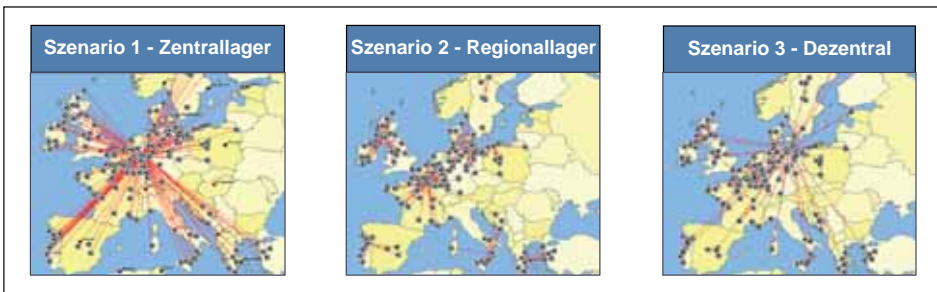 Szenario 1 - Zentrallager
Szenario 2 - Regionallager
Szenario 3 - Dezentral